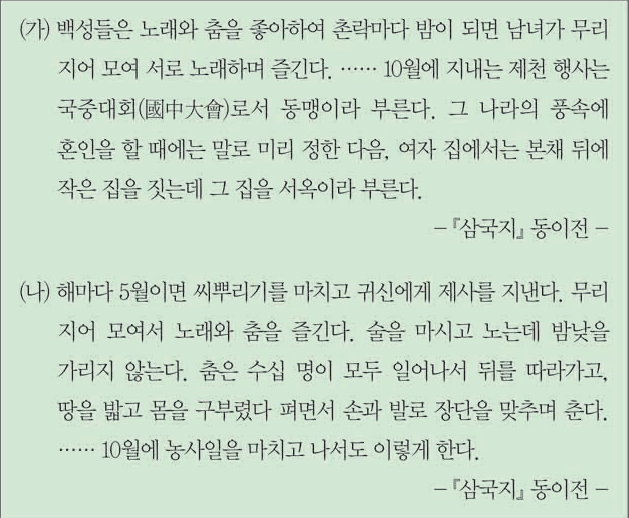 (가) 백성들은 노래와 춤을 좋아하여 촌락마다 밤이 되면 남녀가 무리
지어 모여 서로 노래하며 즐긴다. ⋯⋯ 10월에 지내는 제천 행사는
국중대회(國中大會)로서 동맹이라 부른다. 그 나라의 풍속에
혼인을 할 때에는 말로 미리 정한 다음, 여자 집에서는 본채 뒤에
작은 집을 짓는데 그 집을 서옥이라 부른다.
-『삼국지』동이전-
(나) 해마다 5월이면 씨뿌리기를 마치고 귀신에게 제사를 지낸다. 무리
지어 모여서 노래와 춤을 즐긴다. 술을 마시고 노는데 밤낮을
가리지 않는다. 춤은 수십 명이 모두 일어나서 뒤를 따라가고,
땅을 밟고 몸을 구부렸다 펴면서 손과 발로 장단을 맞추며 춘다.
⋯⋯ 10월에 농사일을 마치고 나서도 이렇게 한다.
-『삼국지』동이전-